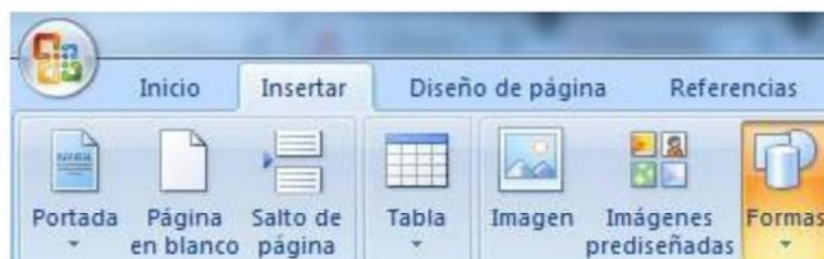 Inicio Insertar Diseño de página Referencias
Portada Página Salto de Tabla Imagen Imágenes Formas
en blanco página prediseñadas